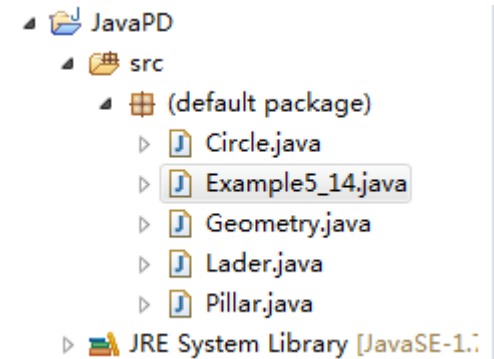 JavaPD
src
(default package)
Circle.java
Example5_14.java
Geometry.java
Lader.java
Pillar.java
JRE System Library [JavaSE-1.